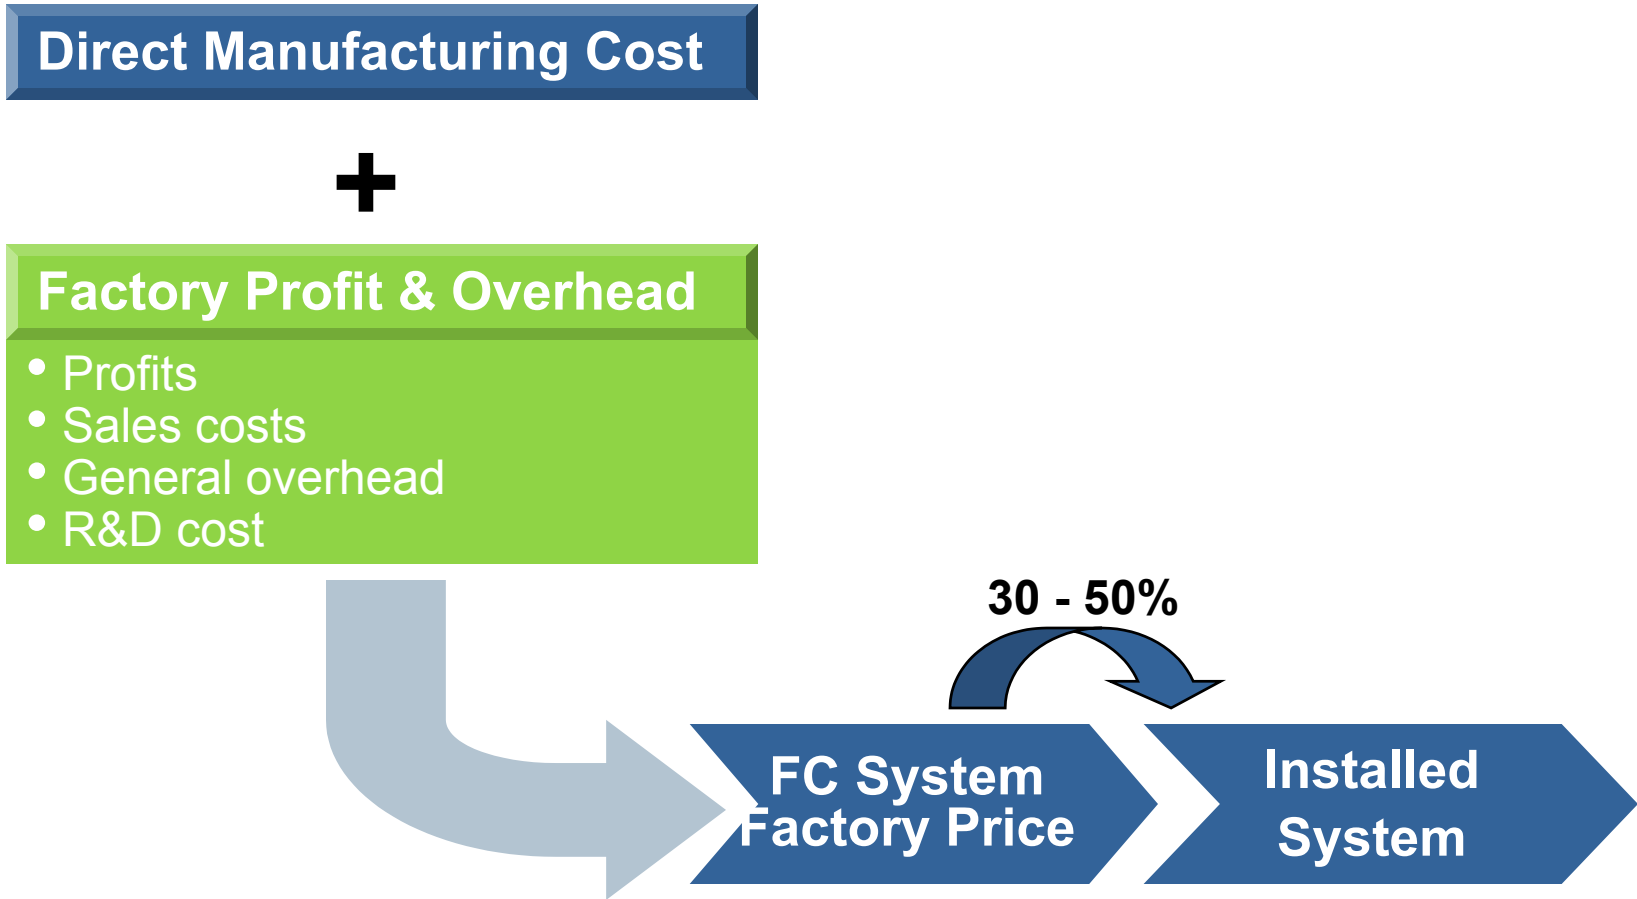 Direct Manufacturing Cost
+
Factory Profit & Overhead
• Profits
• Sales costs
• General overhead
• R&D cost
30 - 50%
FC System
Factory Price
Installed
System